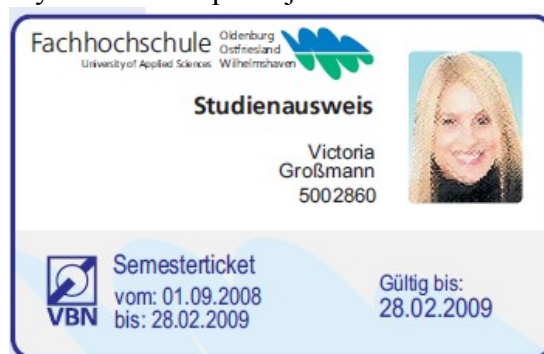 Fachhochschule Oldenburg
Ostfriesland
University of Applied Sciences Wilhelmshaven
Studienausweis
Victoria
Großmann
5002860
Semesterticket
vom: 01.09.2008
bis: 28.02.2009
VBN
Gültig bis:
28.02.2009